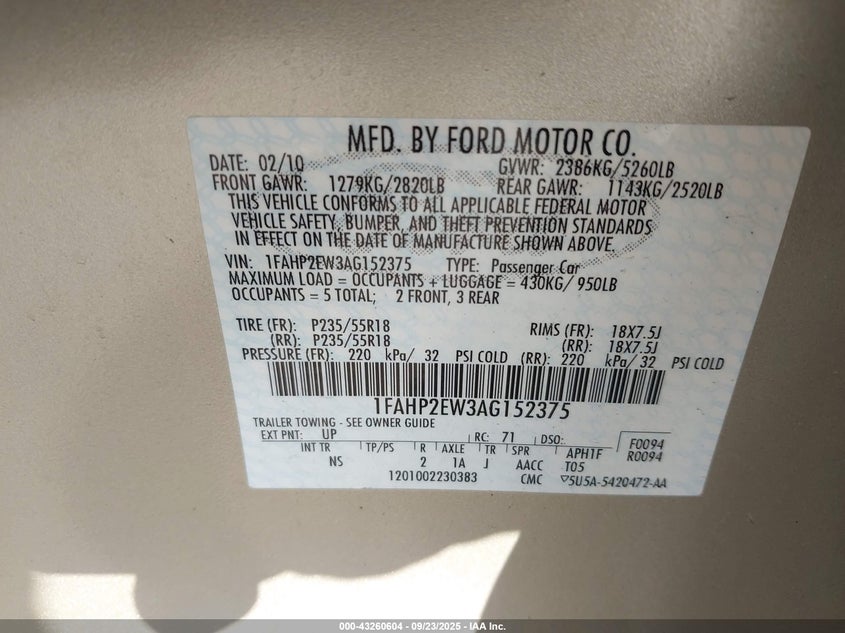 MFD. BY FORD MOTOR CO.
DATE: 02/10 GVWR: 2386KG/5260LB
FRONT GAWR: 1279KG/2820LB REAR GAWR: 1143KG/2520LB
THIS VEHICLE CONFORMS TO ALL APPLICABLE FEDERAL MOTOR
VEHICLE SAFETY, BUMPER, AND THEFT PREVENTION STANDARDS
IN EFFECT ON THE DATE OF MANUFACTURE SHOWN ABOVE.
VIN: 1FAHP2EW3AG152375 TYPE: Passenger Car
MAXIMUM LOAD = OCCUPANTS + LUGGAGE = 430KG/ 950LB
OCCUPANTS = 5 TOTAL; 2 FRONT, 3 REAR
TIRE (FR): P235/55R18 RIMS (FR): 18X7.5J
(RR): P235/55R18 (RR): 18X7.5J
PRESSURE (FR): 220 kPa/ 32 PSI COLD (RR): 220 kPa/ 32 PSI COLD
1FAHP2EW3AG152375
TRAILER TOWING - SEE OWNER GUIDE
EXT PNT: UP RC: 71 DSO: F0094
INT TR TP/PS R AXLE TR SPR APH1F R0094
NS 2 1A J AACC T05
1201002230383 CMC ▽5U5A-5420472-AA
000-43260604 - 09/23/2025 - IAA Inc.